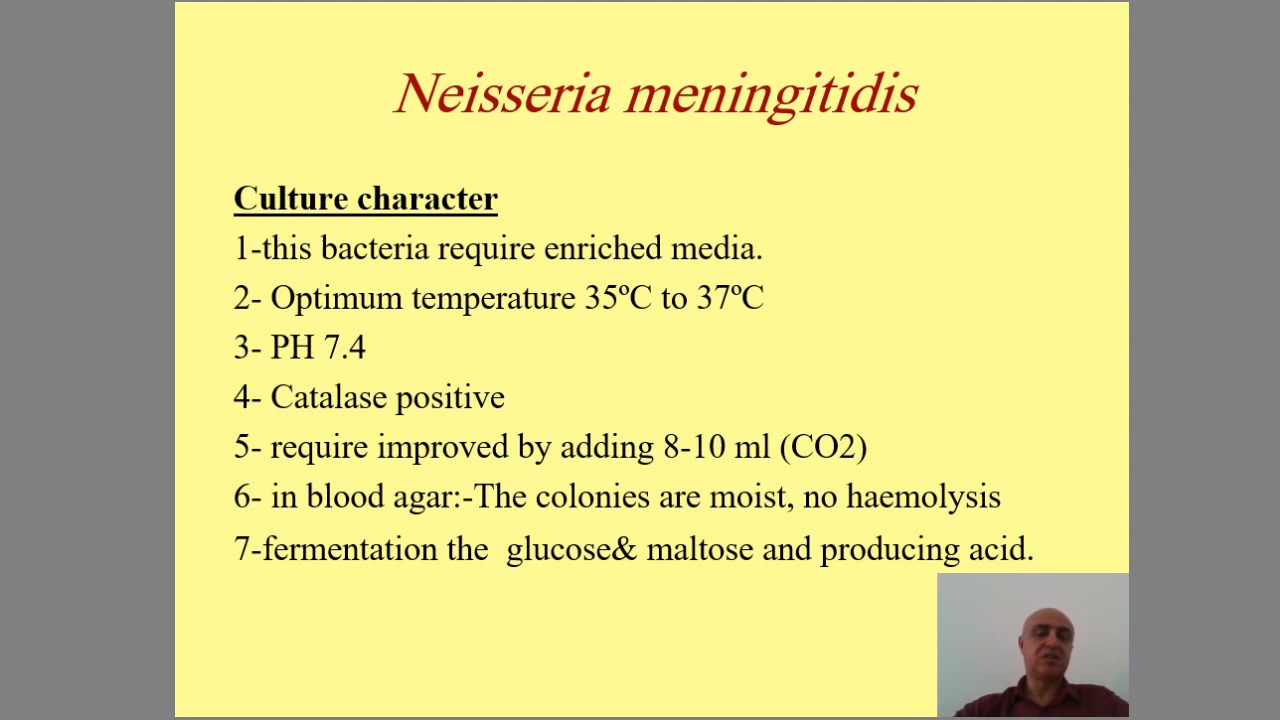 Neisseria meningitidis
Culture character
1-this bacteria require enriched media.
2- Optimum temperature 35ºC to 37ºC
3- PH 7.4
4- Catalase positive
5- require improved by adding 8-10 ml (CO2)
6- in blood agar:-The colonies are moist, no haemolysis
7-fermentation the  glucose& maltose and producing acid.